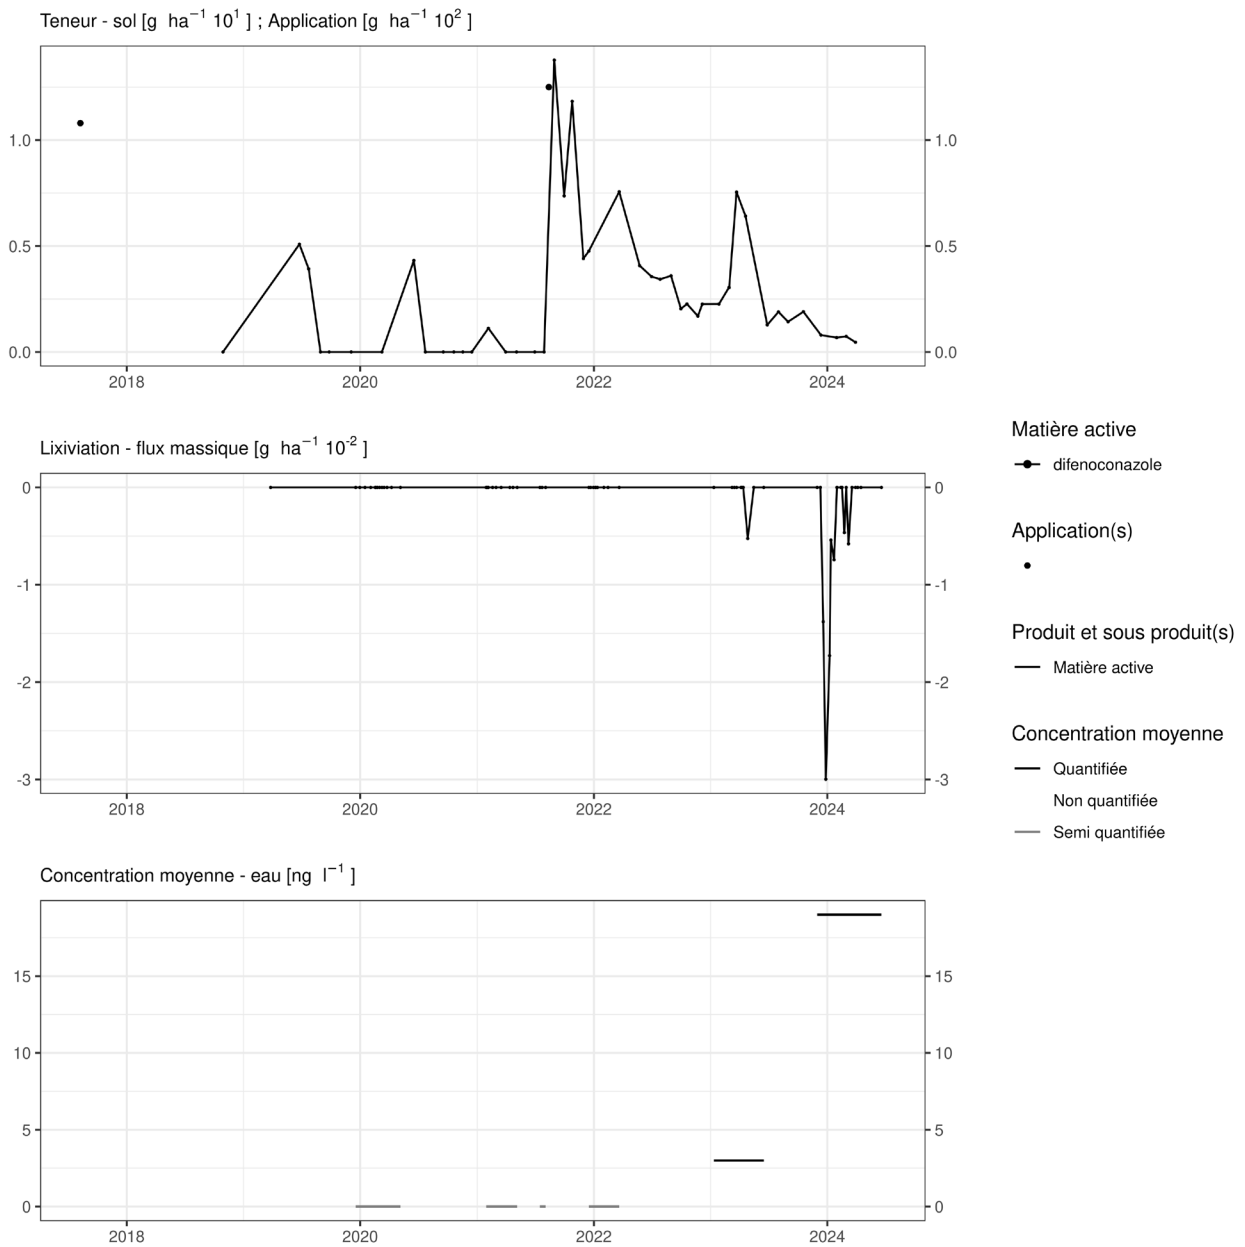 Teneur - sol [g ha⁻¹ 10¹ ] ; Application [g ha⁻¹ 10² ]
1.0 1.0
0.5 0.5
0.0 0.0
2018 2020 2022 2024
Lixiviation - flux massique [g ha⁻¹ 10⁻² ]
0 0
-1 -1
-2 -2
-3 -3
2018 2020 2022 2024
Concentration moyenne - eau [ng l⁻¹ ]
15 15
10 10
5 5
0 0
2018 2020 2022 2024
Matière active
difenoconazole
Application(s)
Produit et sous produit(s)
Matière active
Concentration moyenne
Quantifiée
Non quantifiée
Semi quantifiée